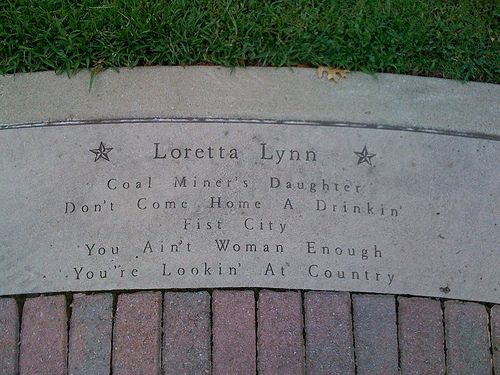 Loretta Lynn
Coal Miner's Daughter
Don't Come Home A Drinkin'
Fist City
You Ain't Woman Enough
You're Lookin' At Country